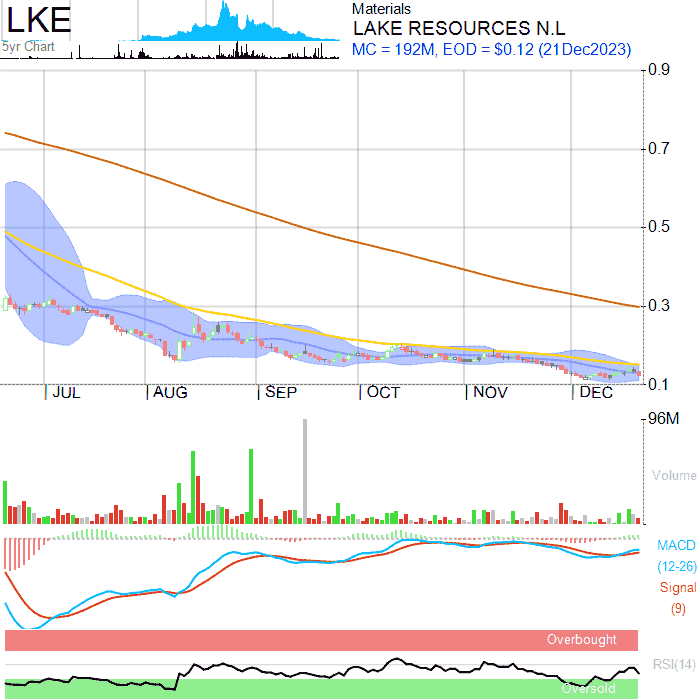 LKE
5yr Chart
Materials
LAKE RESOURCES N.L
MC = 192M, EOD = $0.12 (21Dec2023)
0.9
0.7
0.5
0.3
0.1
JUL AUG SEP OCT NOV DEC
96M
Volume
MACD
(12-26)
Signal
(9)
Overbought
RSI(14)
Oversold